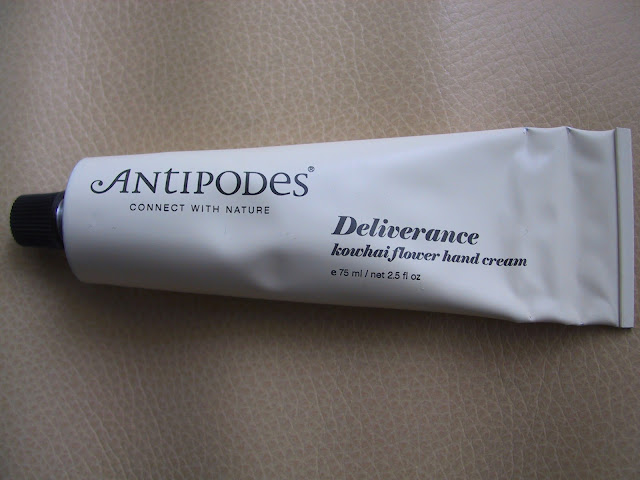 ANTIPODES®
CONNECT WITH NATURE
Deliverance
kowhai flower hand cream
e 75 ml / net 2.5 fl oz